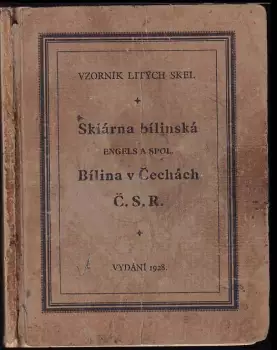 VZORNÍK LITÝCH SKEL
Sklárna bílinská
ENGELS A SPOL.
Bílina v Čechách
Č. S. R.
VYDÁNÍ 1928.